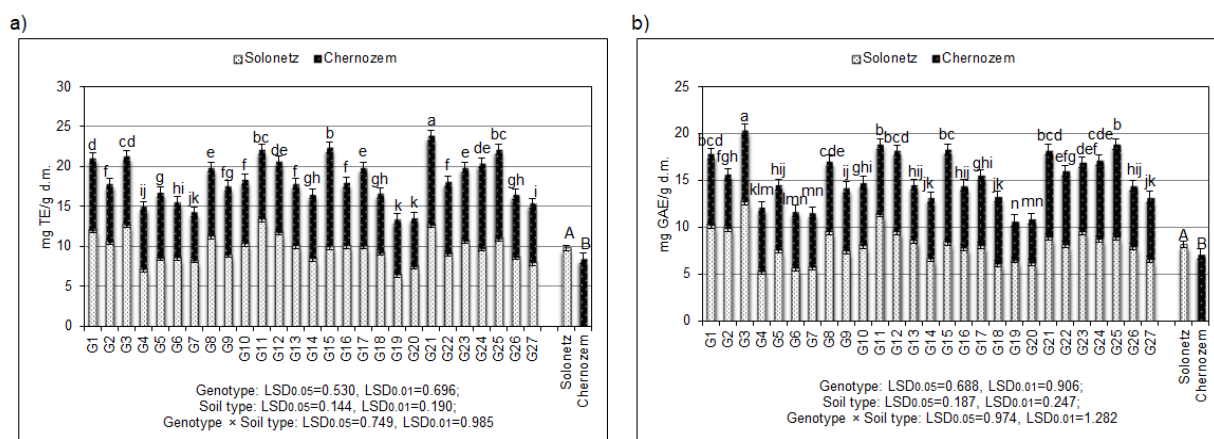 a)
Solonetz Chernozem
mg TE/g d.m.
30
25
20
15
10
5
0
d f cd ij g hi jk e fg f bc de f gh b f e gh k k a f e de bc gh i A B
G1 G2 G3 G4 G5 G6 G7 G8 G9 G10 G11 G12 G13 G14 G15 G16 G17 G18 G19 G20 G21 G22 G23 G24 G25 G26 G27 Solonetz Chernozem
Genotype: LSD0.05=0.530, LSD0.01=0.696;
Soil type: LSD0.05=0.144, LSD0.01=0.190;
Genotype × Soil type: LSD0.05=0.749, LSD0.01=0.985
b)
Solonetz Chernozem
mg GAE/g d.m.
25
20
15
10
5
0
bcd fgh a klm hij lmn mn cde ij ghi b bcd hij jk bc hij ghi jk n mn bcd efg def cde b hij jk A B
G1 G2 G3 G4 G5 G6 G7 G8 G9 G10 G11 G12 G13 G14 G15 G16 G17 G18 G19 G20 G21 G22 G23 G24 G25 G26 G27 Solonetz Chernozem
Genotype: LSD0.05=0.688, LSD0.01=0.906;
Soil type: LSD0.05=0.187, LSD0.01=0.247;
Genotype × Soil type: LSD0.05=0.974, LSD0.01=1.282